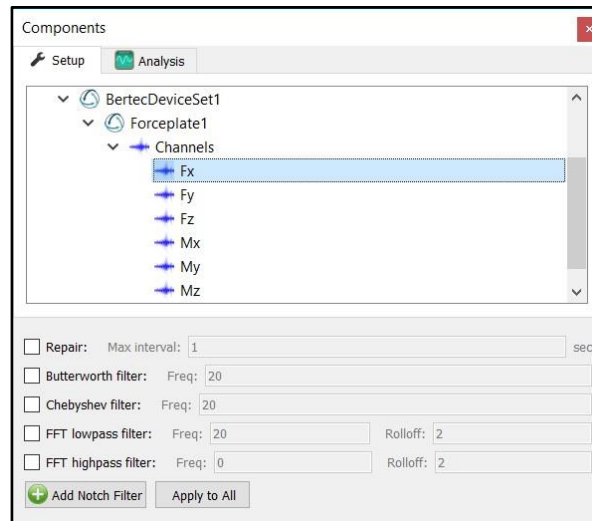 Components
Setup Analysis
BertecDeviceSet1
Forceplate1
Channels
Fx
Fy
Fz
Mx
My
Mz
Repair: Max interval: 1 sec
Butterworth filter: Freq: 20
Chebyshev filter: Freq: 20
FFT lowpass filter: Freq: 20 Rolloff: 2
FFT highpass filter: Freq: 0 Rolloff: 2
Add Notch Filter Apply to All